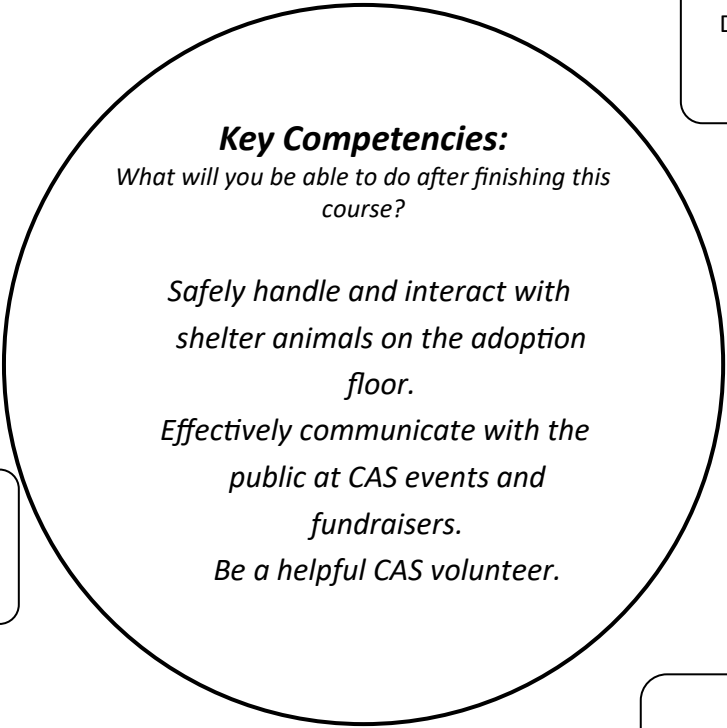 Key Competencies:
What will you be able to do after finishing this
course?
Safely handle and interact with
shelter animals on the adoption
floor.
Effectively communicate with the
public at CAS events and
fundraisers.
Be a helpful CAS volunteer.